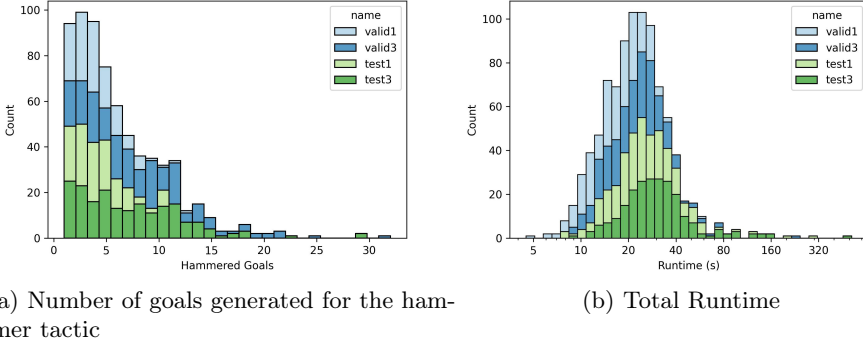 name
valid1
valid3
test1
test3
100
80
60
40
20
0
Count
0 5 10 15 20 25 30
Hammered Goals
name
valid1
valid3
test1
test3
100
80
60
40
20
0
Count
5 10 20 40 80 160 320
Runtime (s)
a) Number of goals generated for the ham-
mer tactic
(b) Total Runtime